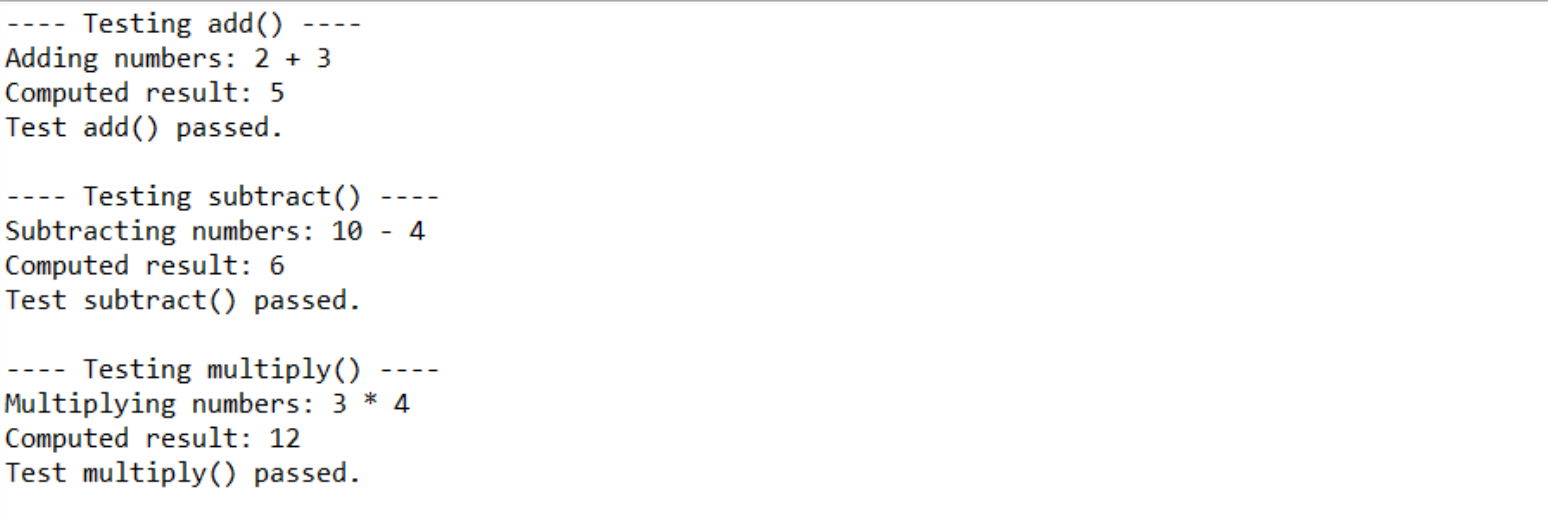 ---- Testing add() ----
Adding numbers: 2 + 3
Computed result: 5
Test add() passed.

---- Testing subtract() ----
Subtracting numbers: 10 - 4
Computed result: 6
Test subtract() passed.

---- Testing multiply() ----
Multiplying numbers: 3 * 4
Computed result: 12
Test multiply() passed.